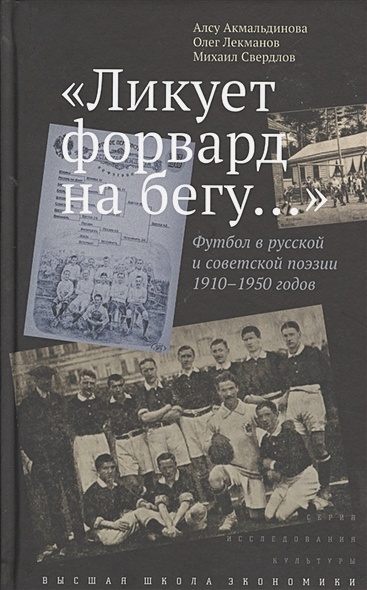 Алсу Акмальдинова
Олег Лекманов
Михаил Свердлов
«Ликует
форвард
на бегу...»
Футбол в русской
и советской поэзии
1910–1950 годов
СЕРИЯ
ИССЛЕДОВАНИЯ
КУЛЬТУРЫ
ВЫСШАЯ ШКОЛА ЭКОНОМИКИ